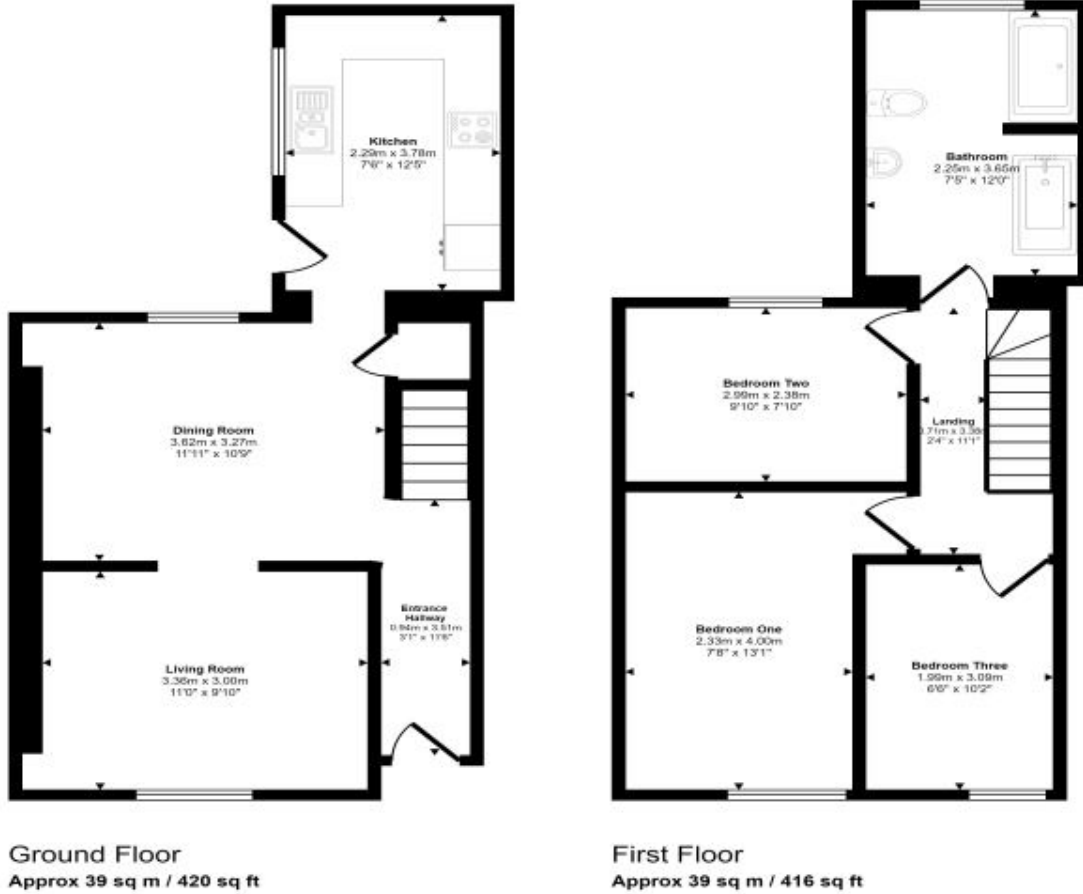 Kitchen
2.29m x 3.78m
7'6" x 12'5"
Dining Room
3.62m x 3.27m
11'11" x 10'9"
Entrance
Hallway
0.94m x 3.51m
3'1" x 11'6"
Living Room
3.36m x 3.00m
11'0" x 9'10"
Ground Floor
Approx 39 sq m / 420 sq ft
Bathroom
2.25m x 3.65m
7'5" x 12'0"
Bedroom Two
2.99m x 2.38m
9'10" x 7'10"
Landing
0.71m x 3.38m
2'4" x 11'1"
Bedroom One
2.33m x 4.00m
7'8" x 13'1"
Bedroom Three
1.99m x 3.09m
6'6" x 10'2"
First Floor
Approx 39 sq m / 416 sq ft